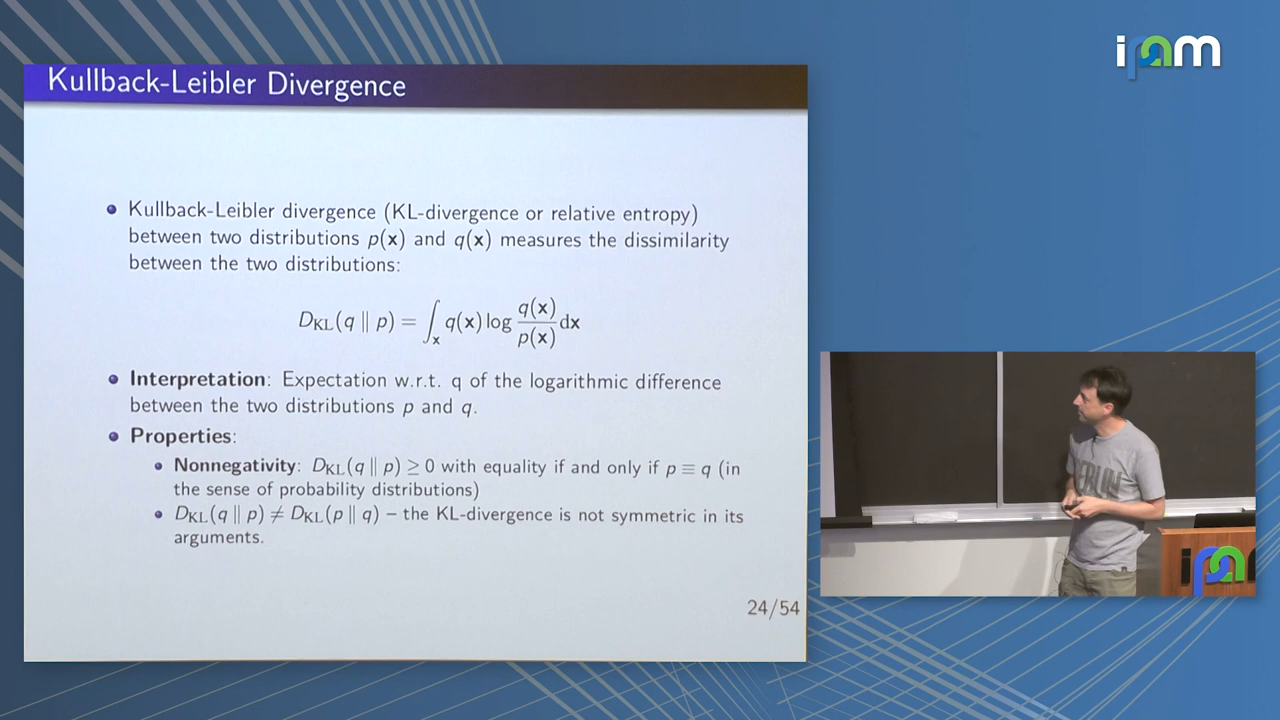 ipam
Kullback-Leibler Divergence
Kullback-Leibler divergence (KL-divergence or relative entropy)
between two distributions p(x) and q(x) measures the dissimilarity
between the two distributions:
D_KL(q ∥ p) = ∫_x q(x) log q(x)/p(x) dx
Interpretation: Expectation w.r.t. q of the logarithmic difference
between the two distributions p and q.
Properties:
Nonnegativity: D_KL(q ∥ p) ≥ 0 with equality if and only if p ≡ q (in
the sense of probability distributions)
D_KL(q ∥ p) ≠ D_KL(p ∥ q) – the KL-divergence is not symmetric in its
arguments.
24/54
BERLIN
ipa